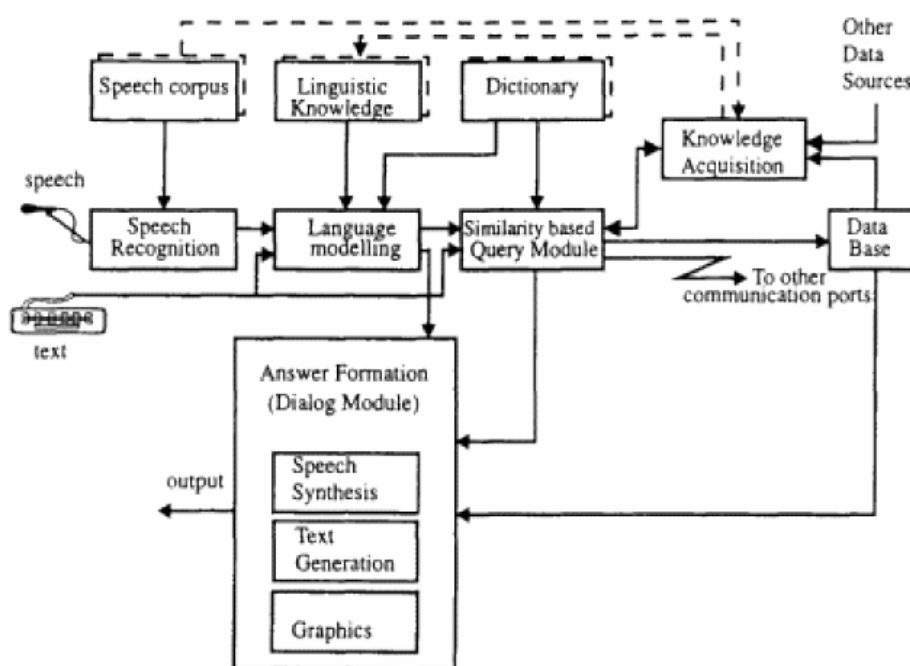 Other
Data
Sources
Speech corpus
Linguistic
Knowledge
Dictionary
Knowledge
Acquisition
speech
Speech
Recognition
Language
modelling
Similarity based
Query Module
Data
Base
To other
communication ports
text
Answer Formation
(Dialog Module)
output
Speech
Synthesis
Text
Generation
Graphics